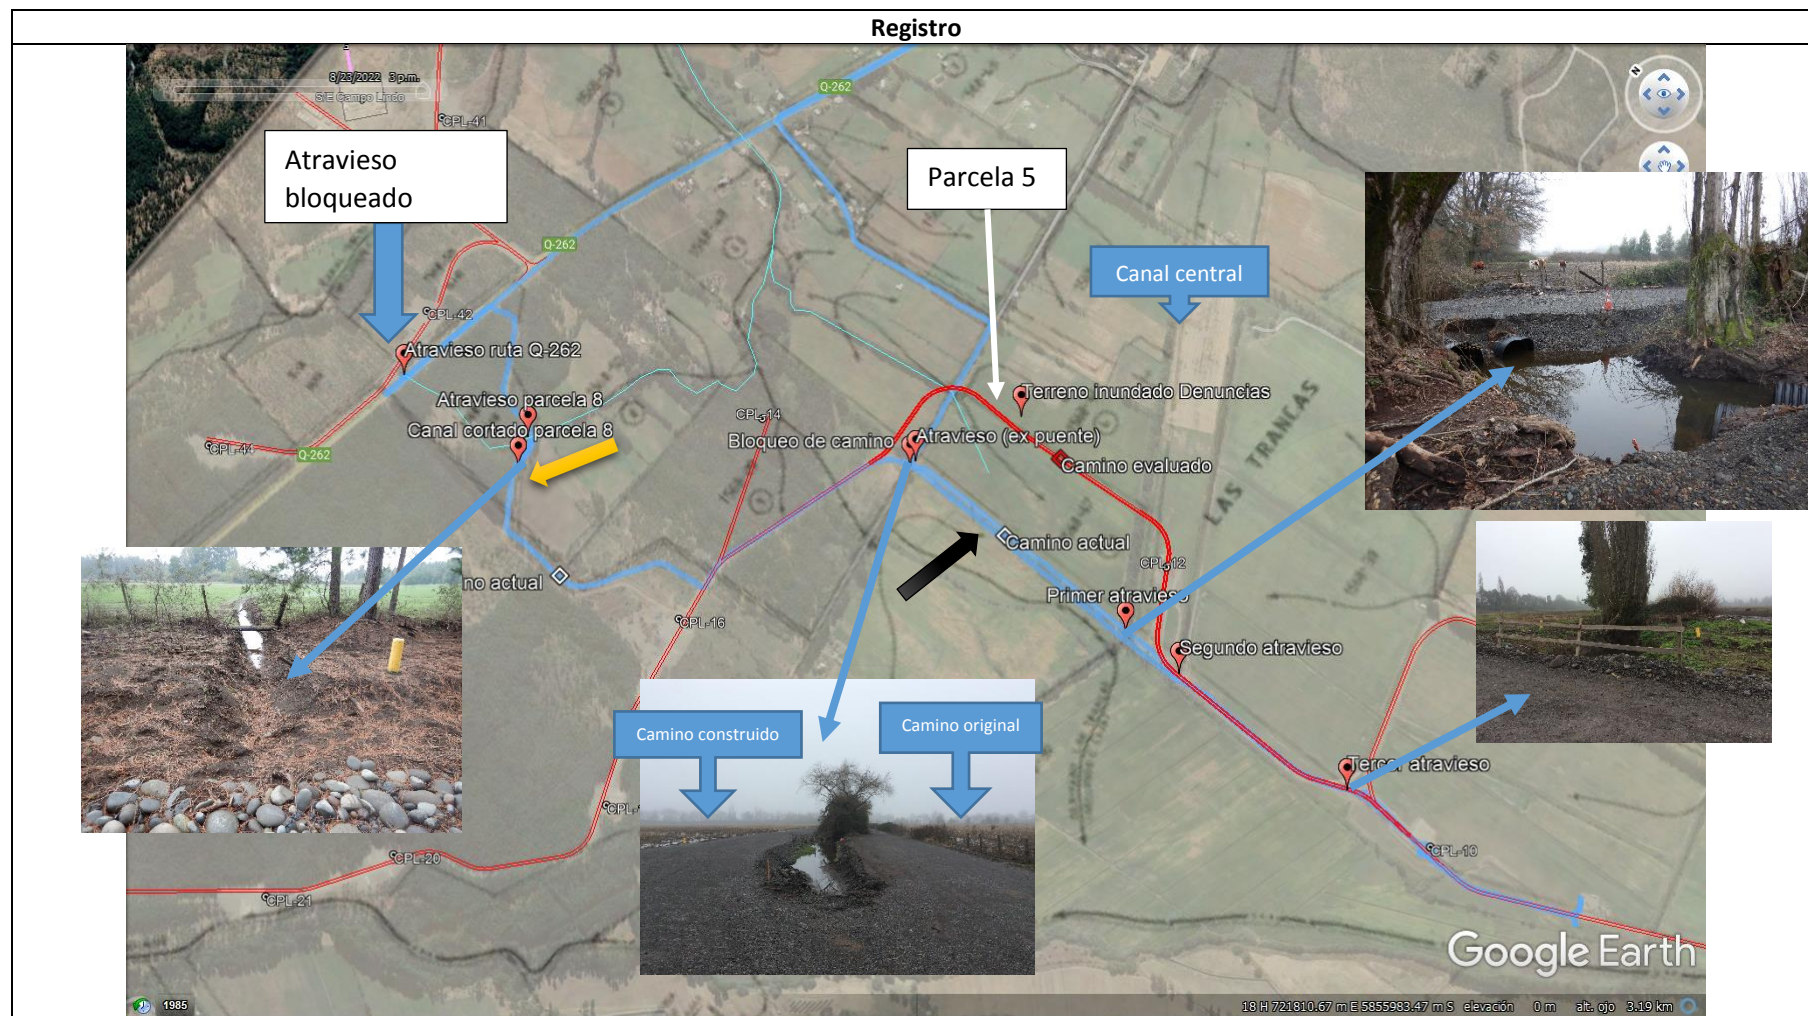 Registro
8/23/2022 3 p.m.
S/E Campo Lindo
Q-262
N
CPL-41
Atravieso
bloqueado
Parcela 5
Q-262
Canal central
CPL-42
Atravieso ruta Q-262
Terreno inundado Denuncias
Atravieso parcela 8
CPL-14
LAS TRANCAS
Canal cortado parcela 8
Bloqueo de camino
Atravieso (ex puente)
CPL-44
Q-262
Camino evaluado
Camino actual
CPL-12
no actual
Primer atravieso
CPL-16
Segundo atravieso
Camino construido
Camino original
Tercer atravieso
CPL-20
CPL-10
CPL-21
Google Earth
1985
18 H 721810.67 m E 5855983.47 m S elevación 0 m alt. ojo 3.19 km